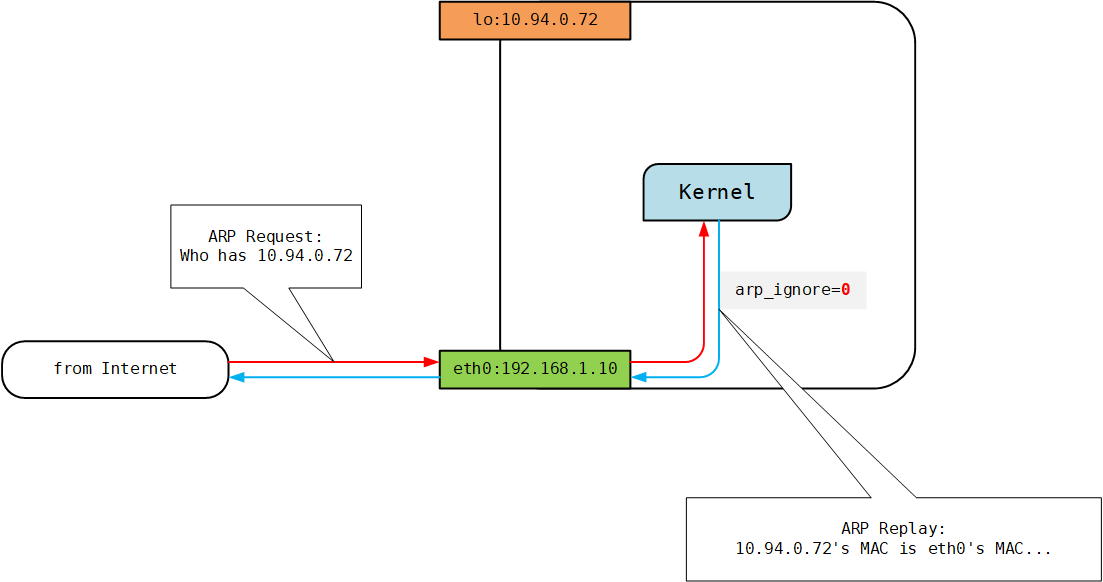 lo:10.94.0.72
Kernel
ARP Request:
Who has 10.94.0.72
arp_ignore=0
from Internet
eth0:192.168.1.10
ARP Replay:
10.94.0.72's MAC is eth0's MAC...